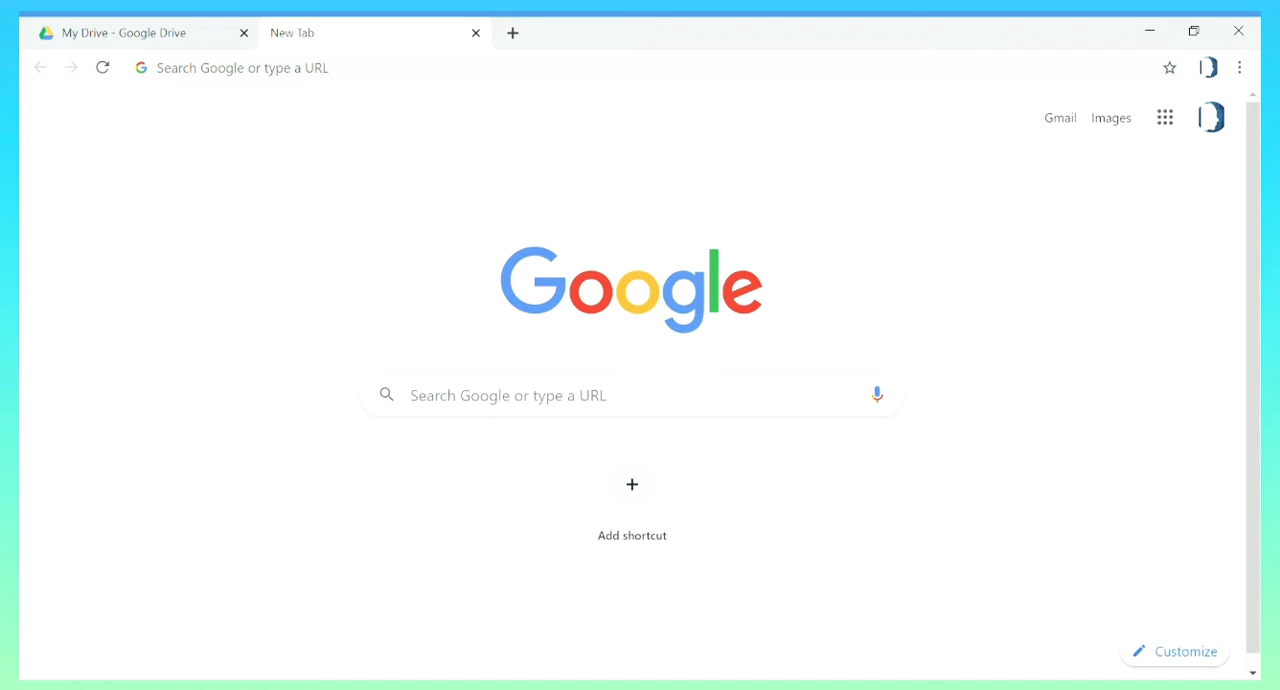 My Drive - Google Drive
New Tab
Search Google or type a URL
Gmail Images
Google
Search Google or type a URL
Add shortcut
Customize